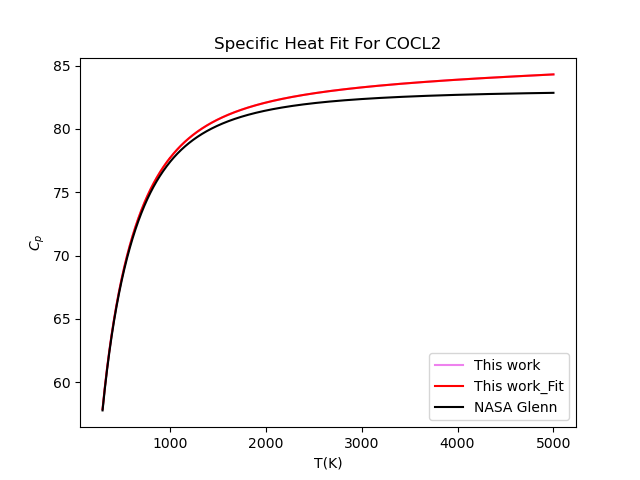 Specific Heat Fit For COCL2
85
80
75
70
65
60
C_p
This work
This work_Fit
NASA Glenn
1000 2000 3000 4000 5000
T(K)